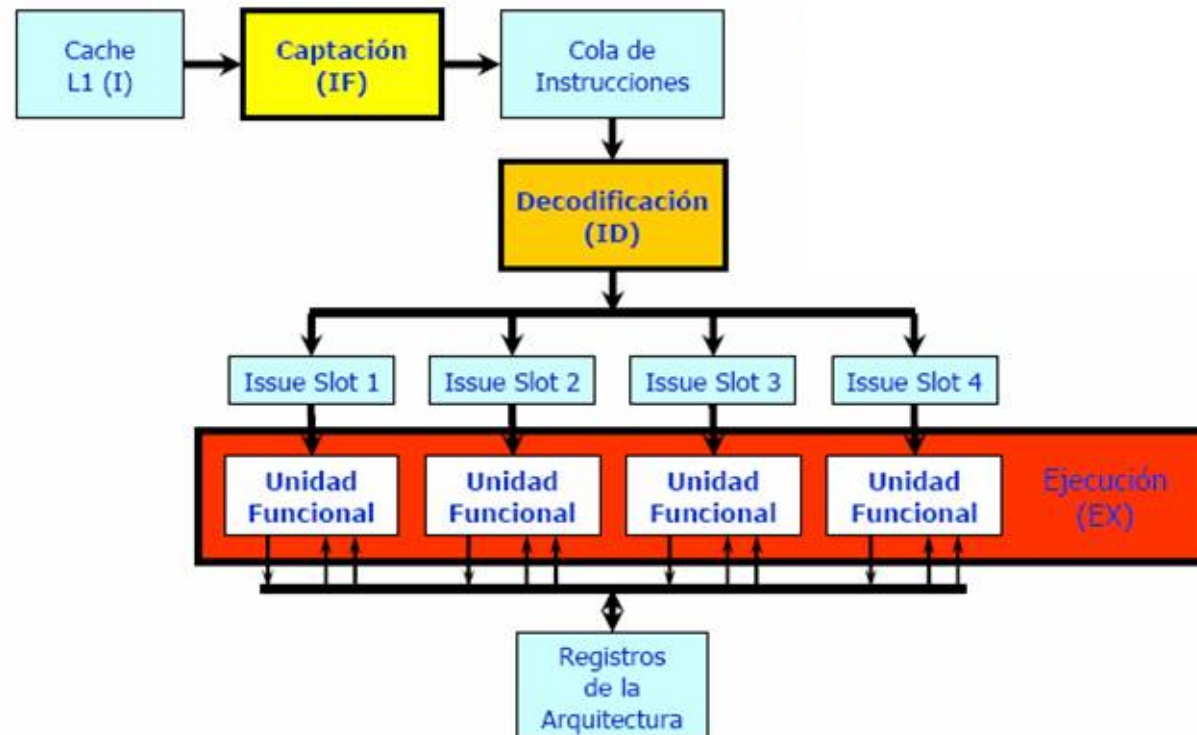 Cache
L1 (I)
Captación
(IF)
Cola de
Instrucciones
Decodificación
(ID)
Issue Slot 1
Issue Slot 2
Issue Slot 3
Issue Slot 4
Unidad
Funcional
Unidad
Funcional
Unidad
Funcional
Unidad
Funcional
Ejecución
(EX)
Registros
de la
Arquitectura